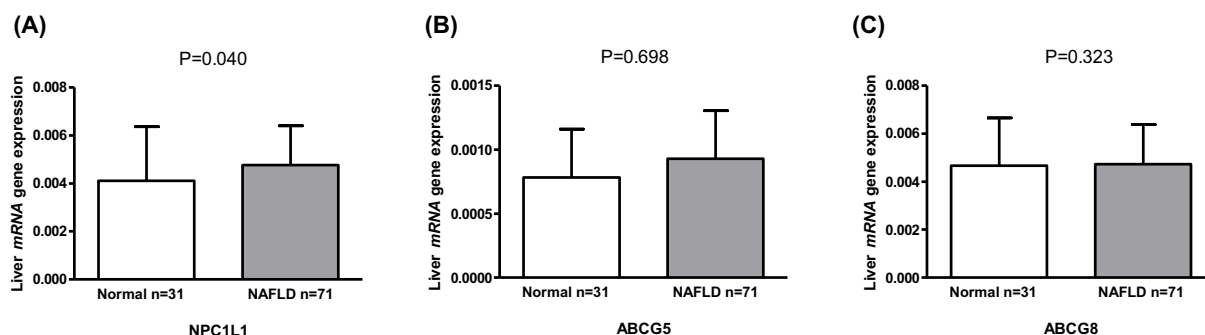 (A)
P=0.040
Liver mRNA gene expression
0.008
0.006
0.004
0.002
0.000
Normal n=31
NAFLD n=71
NPC1L1
(B)
P=0.698
Liver mRNA gene expression
0.0015
0.0010
0.0005
0.0000
Normal n=31
NAFLD n=71
ABCG5
(C)
P=0.323
Liver mRNA gene expression
0.008
0.006
0.004
0.002
0.000
Normal n=31
NAFLD n=71
ABCG8